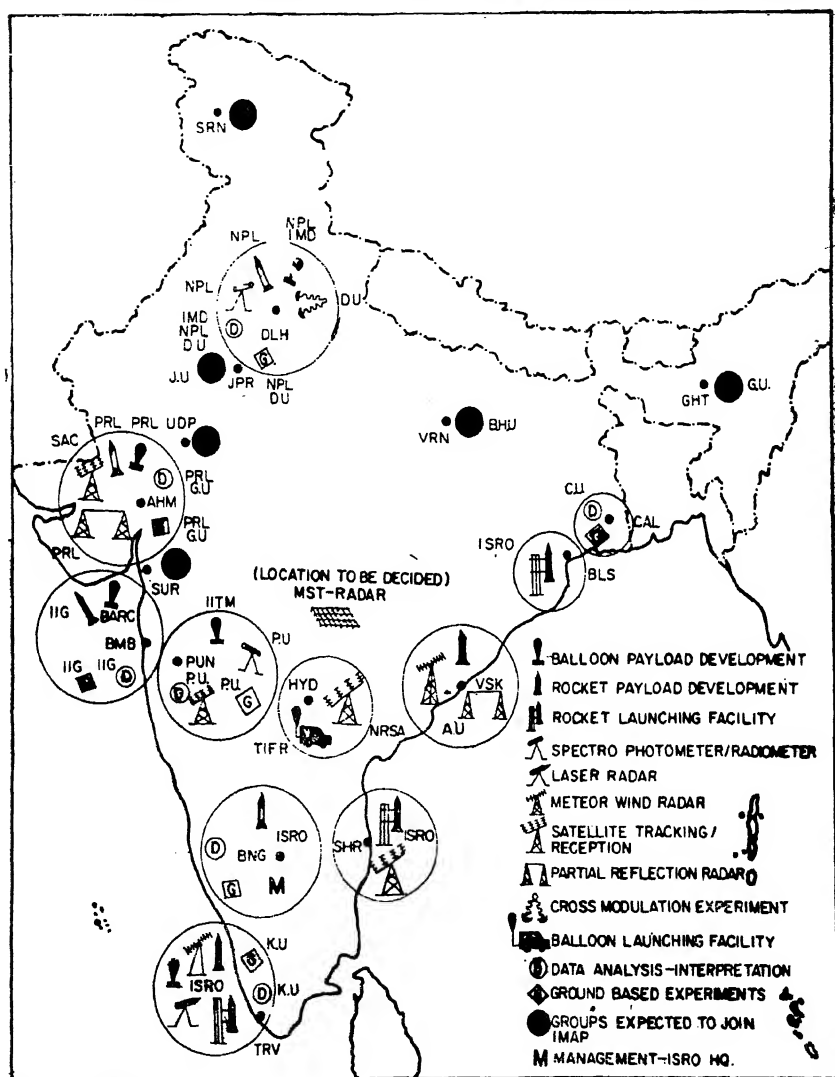 SRN
NPL
NPL
IMD
NPL
DU
IMD
NPL
D.U
D
DLH
G
J.U
JPR
NPL
DU
GHT
G.U.
VRN
B.H.U
PRL PRL UDP
SAC
D
PRL
G.U
AHM
PRL
G.U
PRL
C.U
D
CAL
G
ISRO
BLS
SUR
(LOCATION TO BE DECIDED)
MST-RADAR
IIG
BARC
BMB
IIG IIG D
IITM
P.U
PUN
P.U
P.U
D
G
HYD
TIFR
NRSA
VSK
A.U
ISRO
D
BNG
G
M
SHR
ISRO
K.U
G
ISRO
D
K.U
TRV
BALLOON PAYLOAD DEVELOPMENT
ROCKET PAYLOAD DEVELOPMENT
ROCKET LAUNCHING FACILITY
SPECTRO PHOTOMETER/RADIOMETER
LASER RADAR
METEOR WIND RADAR
SATELLITE TRACKING/
RECEPTION
PARTIAL REFLECTION RADAR
CROSS MODULATION EXPERIMENT
BALLOON LAUNCHING FACILITY
D DATA ANALYSIS-INTERPRETATION
G GROUND BASED EXPERIMENTS
GROUPS EXPECTED TO JOIN
IMAP
M MANAGEMENT-ISRO HQ.